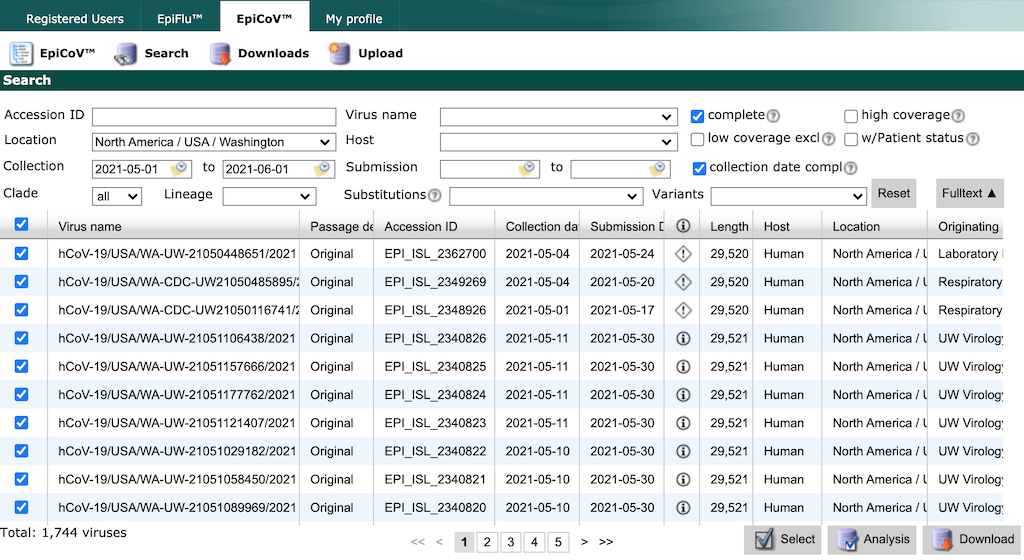 Registered Users EpiFlu™ EpiCoV™ My profile
EpiCoV™ Search Downloads Upload
Search
Accession ID Virus name complete high coverage
Location North America / USA / Washington Host low coverage excl w/Patient status
Collection 2021-05-01 to 2021-06-01 Submission to collection date compl
Clade all Lineage Substitutions Variants Reset Fulltext ▲
Virus name Passage de Accession ID Collection da Submission D Length Host Location Originating
hCoV-19/USA/WA-UW-21050448651/2021 Original EPI_ISL_2362700 2021-05-04 2021-05-24 29,520 Human North America / U Laboratory
hCoV-19/USA/WA-CDC-UW21050485895/2 Original EPI_ISL_2349269 2021-05-04 2021-05-20 29,520 Human North America / U Respiratory
hCoV-19/USA/WA-CDC-UW21050116741/2 Original EPI_ISL_2348926 2021-05-01 2021-05-17 29,520 Human North America / U Respiratory
hCoV-19/USA/WA-UW-21051106438/2021 Original EPI_ISL_2340826 2021-05-11 2021-05-30 29,521 Human North America / U UW Virology
hCoV-19/USA/WA-UW-21051157666/2021 Original EPI_ISL_2340825 2021-05-11 2021-05-30 29,521 Human North America / U UW Virology
hCoV-19/USA/WA-UW-21051177762/2021 Original EPI_ISL_2340824 2021-05-11 2021-05-30 29,521 Human North America / U UW Virology
hCoV-19/USA/WA-UW-21051121407/2021 Original EPI_ISL_2340823 2021-05-11 2021-05-30 29,521 Human North America / U UW Virology
hCoV-19/USA/WA-UW-21051029182/2021 Original EPI_ISL_2340822 2021-05-10 2021-05-30 29,521 Human North America / U UW Virology
hCoV-19/USA/WA-UW-21051058450/2021 Original EPI_ISL_2340821 2021-05-10 2021-05-30 29,521 Human North America / U UW Virology
hCoV-19/USA/WA-UW-21051089969/2021 Original EPI_ISL_2340820 2021-05-10 2021-05-30 29,521 Human North America / U UW Virology
Total: 1,744 viruses << < 1 2 3 4 5 > >> Select Analysis Download